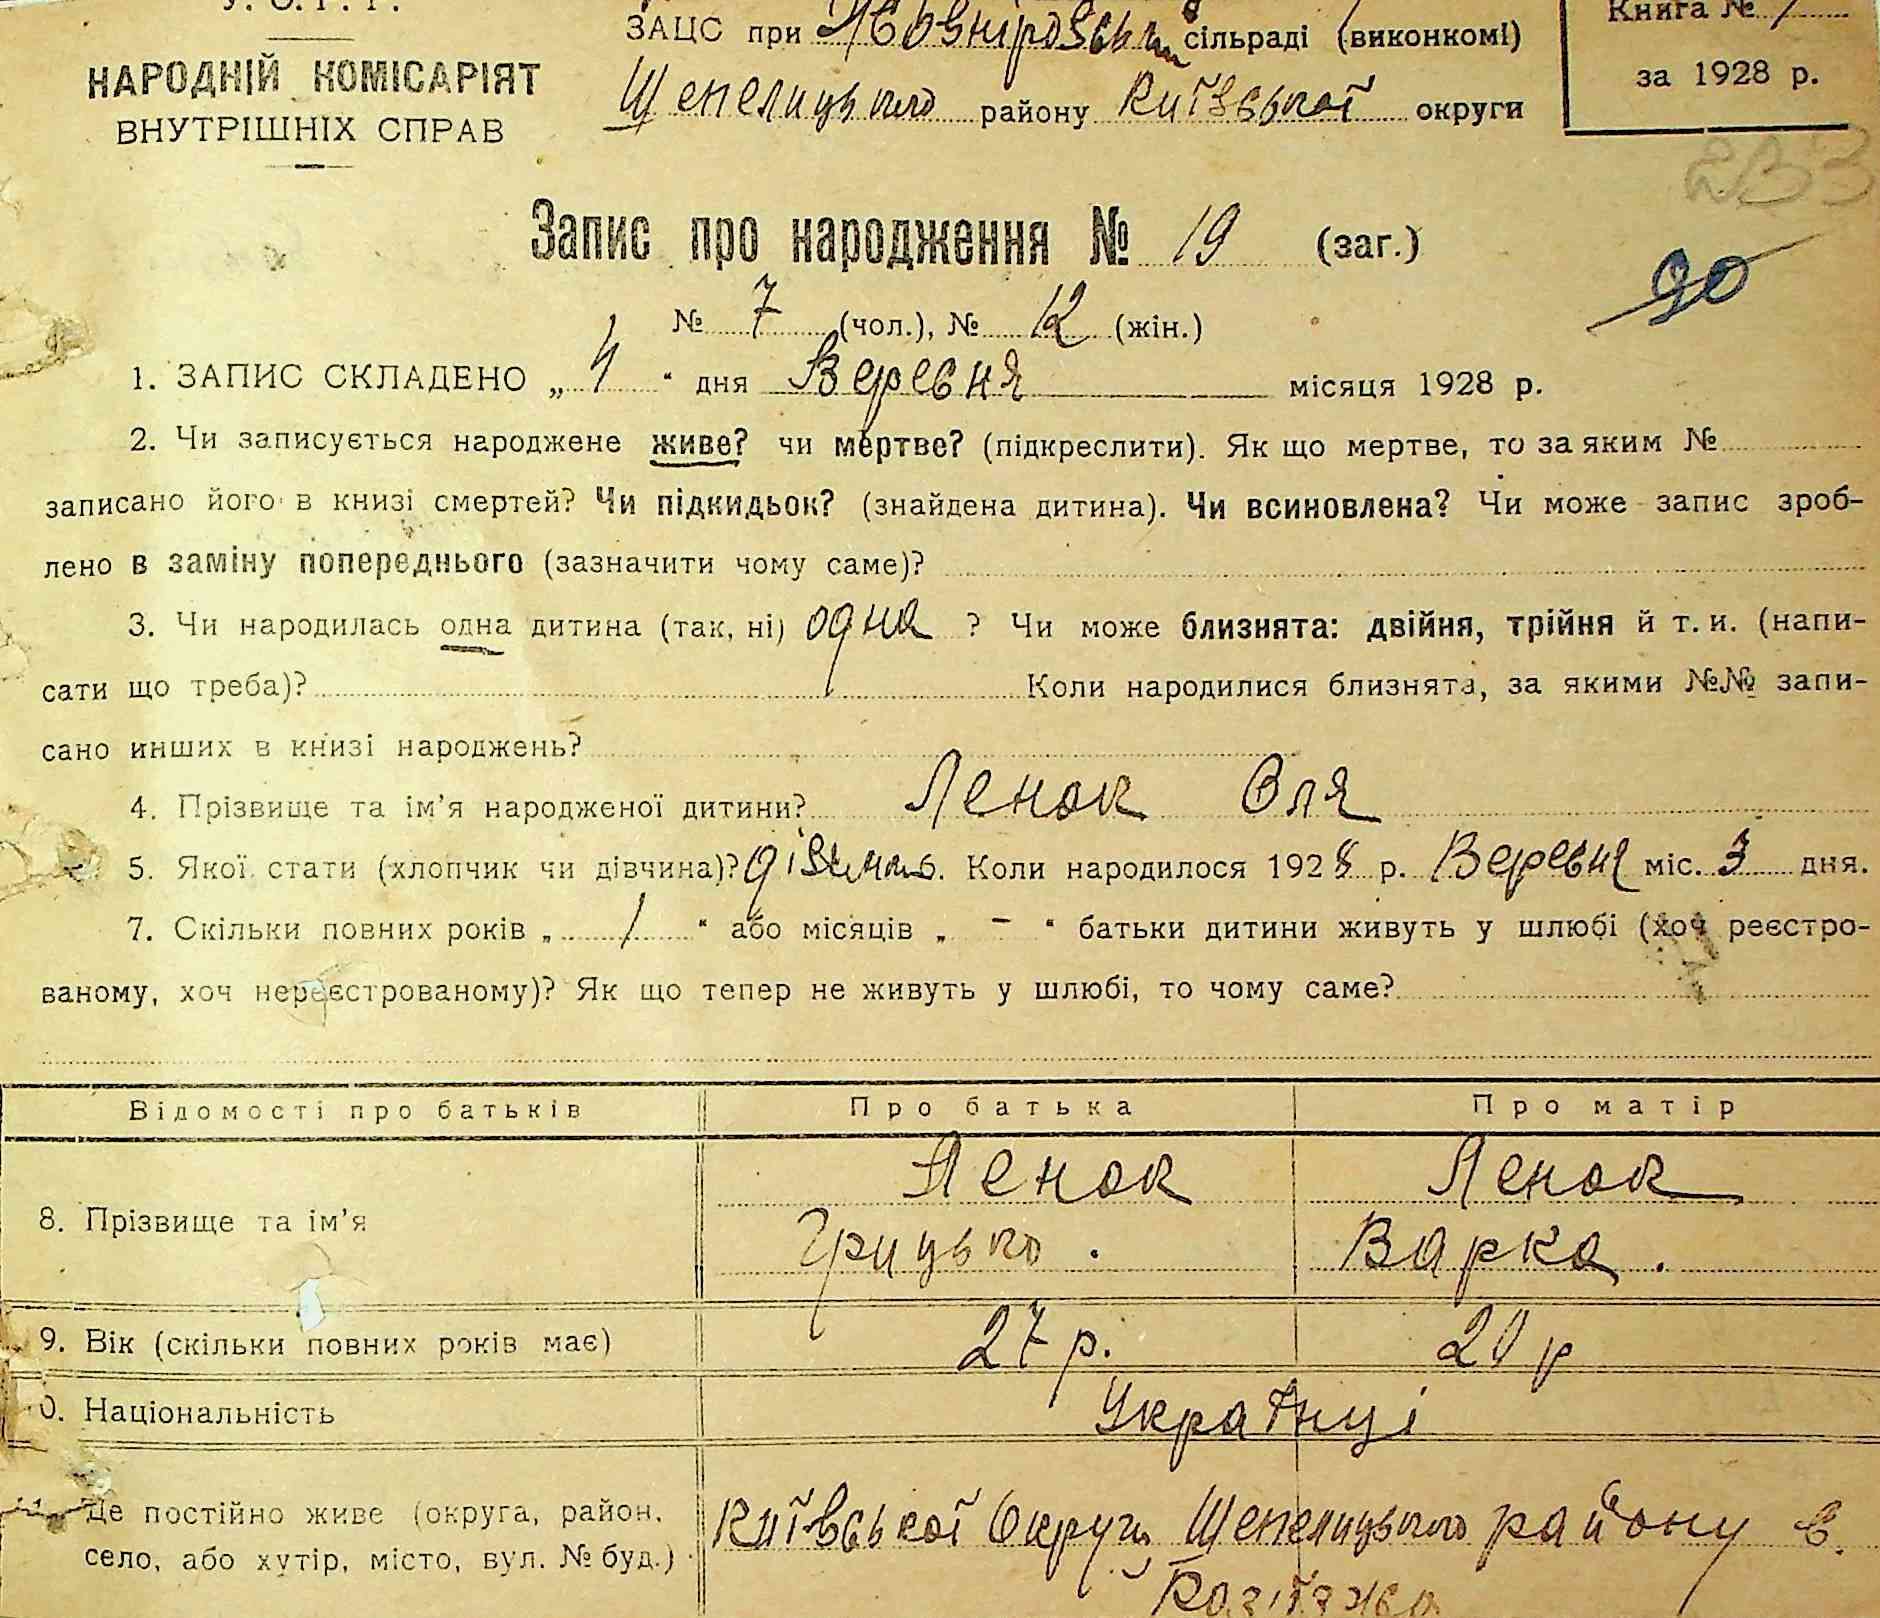 У. С. Р. Р.
НАРОДНІЙ КОМІСАРІЯТ
ВНУТРІШНІХ СПРАВ
ЗАЦС при сільраді (виконкомі)
Шепелицького району Київської округи
Книга №
за 1928 р.
233
90
Запис про народження № 19 (заг.)
№ 7 (чол.), № 12 (жін.)
1. ЗАПИС СКЛАДЕНО „ 4 “ дня Вересня місяця 1928 р.
2. Чи записується народжене живе? чи мертве? (підкреслити). Як що мертве, то за яким №
записано його в книзі смертей? Чи підкидьок? (знайдена дитина). Чи всиновлена? Чи може запис зроб-
лено в заміну попереднього (зазначити чому саме)?
3. Чи народилась одна дитина (так, ні) одна ? Чи може близнята: двійня, трійня й т. и. (напи-
сати що треба)? Коли народилися близнята, за якими №№ запи-
сано инших в книзі народжень?
4. Прізвище та ім’я народженої дитини? Ленок Оля
5. Якої стати (хлопчик чи дівчина)? дівчина 6. Коли народилося 1928 р. Вересня міс. 3 дня.
7. Скільки повних років „ 1 “ або місяців „ – “ батьки дитини живуть у шлюбі (хоч реєстро-
ваному, хоч нереєстрованому)? Як що тепер не живуть у шлюбі, то чому саме?
Відомості про батьків Про батька Про матір
8. Прізвище та ім’я Ленок Ленок
Грицько. Варка.
9. Вік (скільки повних років має) 27 р. 20 р
0. Національність Українці
Де постійно живе (округа, район, село, або хутір, місто, вул. № буд.) Київської Округи Шепелицького району с.